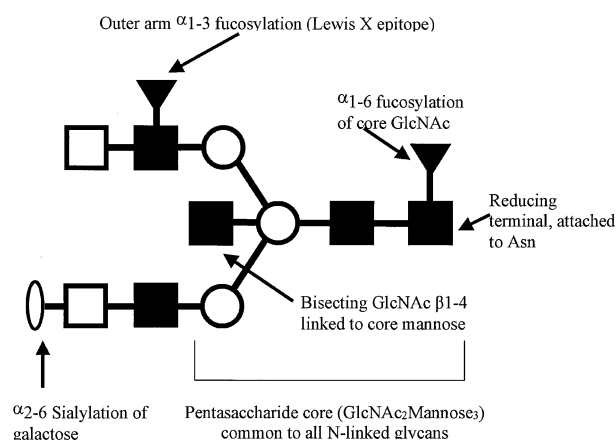 Outer arm α1-3 fucosylation (Lewis X epitope)
α1-6 fucosylation
of core GlcNAc
Reducing
terminal, attached
to Asn
Bisecting GlcNAc β1-4
linked to core mannose
α2-6 Sialylation of
galactose
Pentasaccharide core (GlcNAc₂Mannose₃)
common to all N-linked glycans